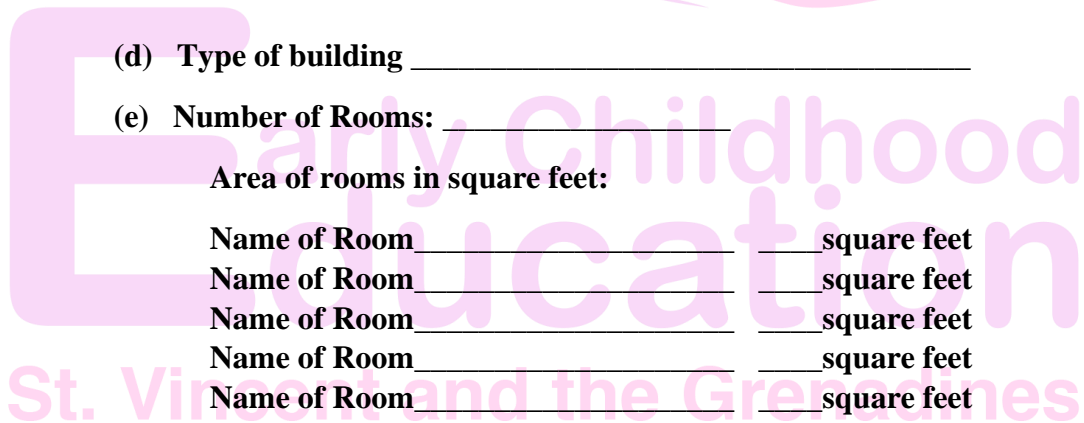 (d) Type of building ___________________________________
(e) Number of Rooms: __________________
Area of rooms in square feet:
Name of Room____________________ ____square feet
Name of Room____________________ ____square feet
Name of Room____________________ ____square feet
Name of Room____________________ ____square feet
Name of Room____________________ ____square feet
Early Childhood
Education
St. Vincent and the Grenadines